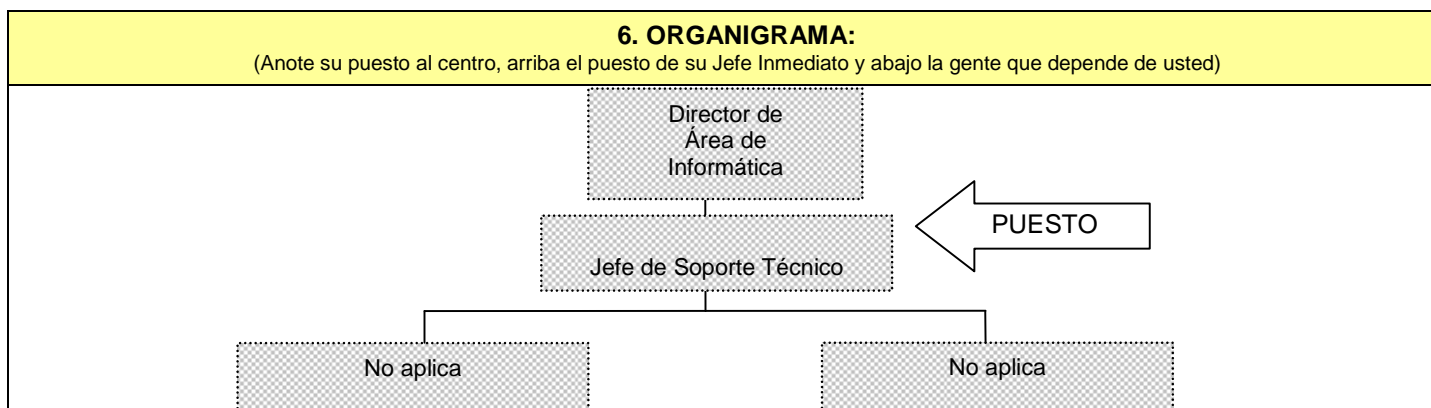 6. ORGANIGRAMA:
(Anote su puesto al centro, arriba el puesto de su Jefe Inmediato y abajo la gente que depende de usted)
Director de
Área de
Informática
PUESTO
Jefe de Soporte Técnico
No aplica
No aplica